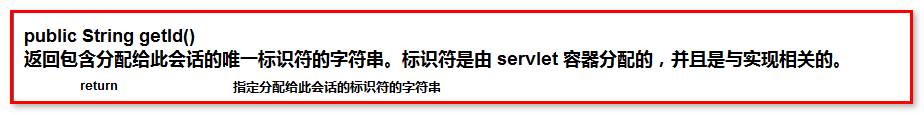 public String getId()
返回包含分配给此会话的唯一标识符的字符串。标识符是由 servlet 容器分配的，并且是与实现相关的。
return 指定分配给此会话的标识符的字符串